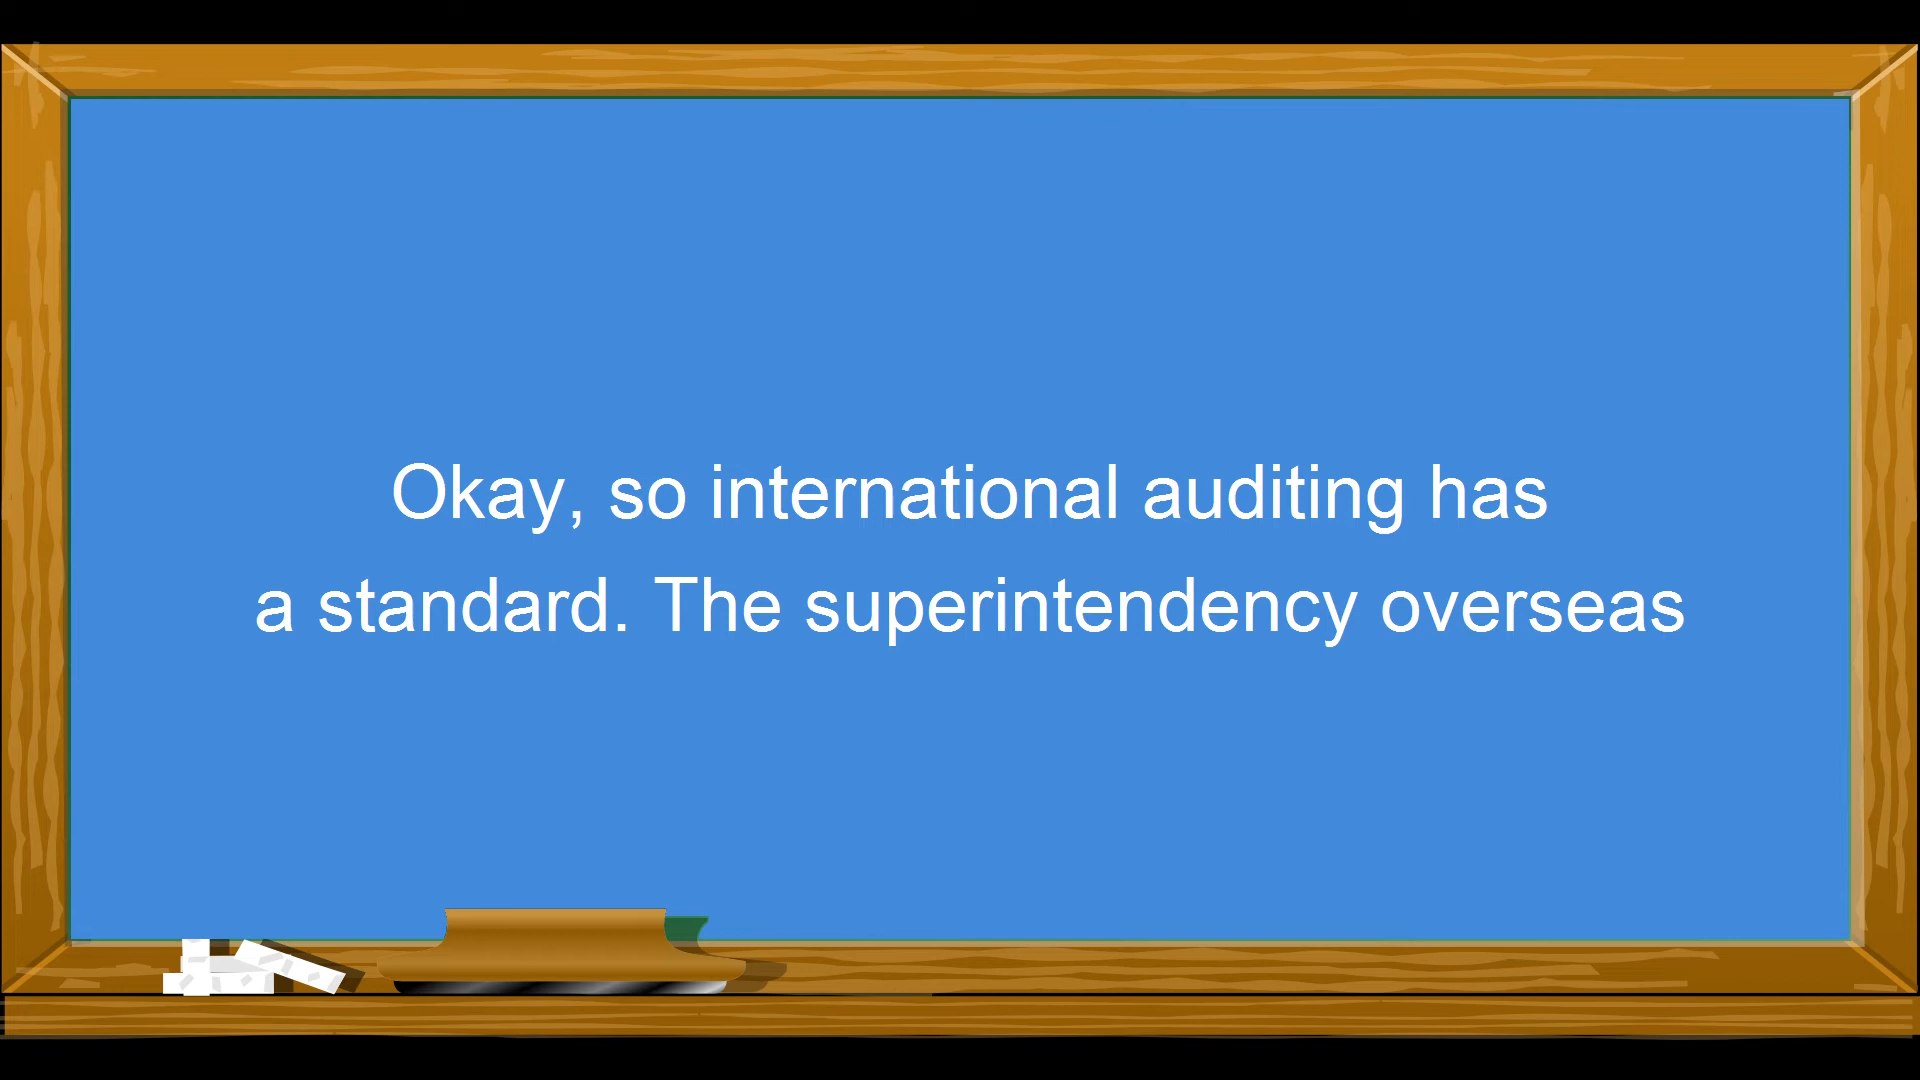 Okay, so international auditing has
a standard. The superintendency overseas